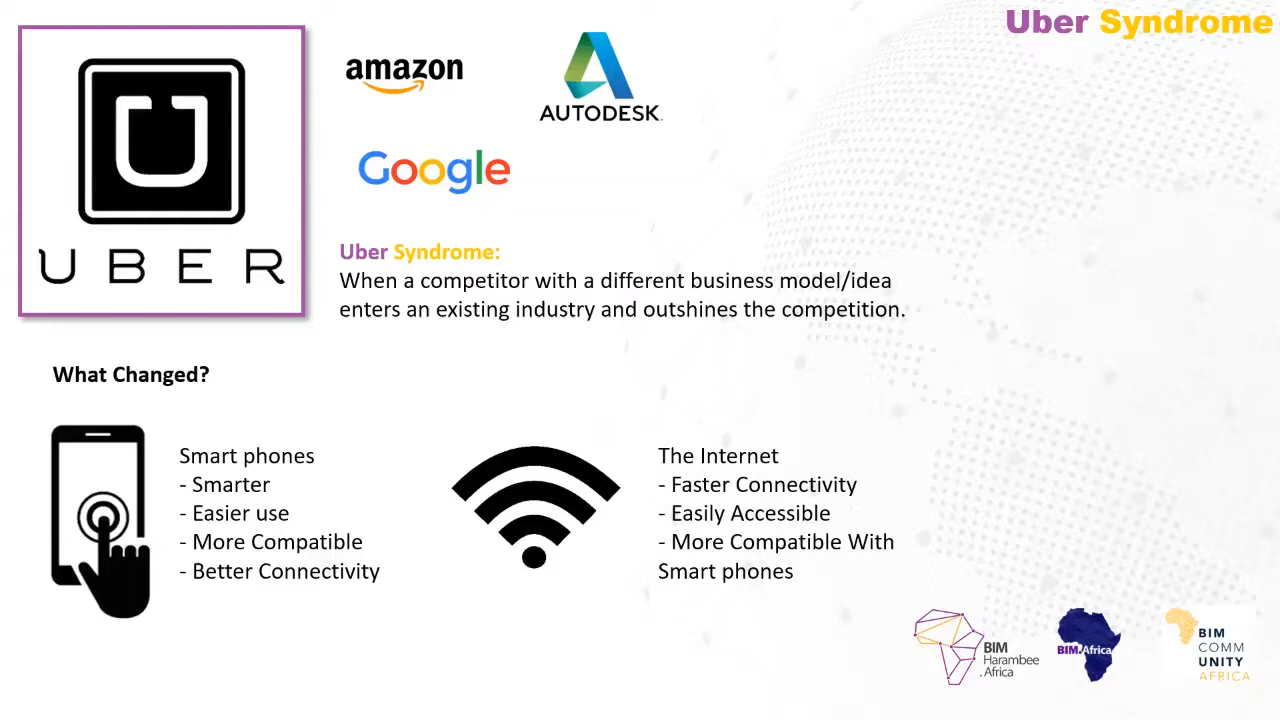 Uber Syndrome
U
UBER
amazon
AUTODESK.
Google
Uber Syndrome:
When a competitor with a different business model/idea
enters an existing industry and outshines the competition.
What Changed?
Smart phones
- Smarter
- Easier use
- More Compatible
- Better Connectivity
The Internet
- Faster Connectivity
- Easily Accessible
- More Compatible With
Smart phones
BIM
Harambee
.Africa
BIM.Africa
BIM
COMM
UNITY
AFRICA